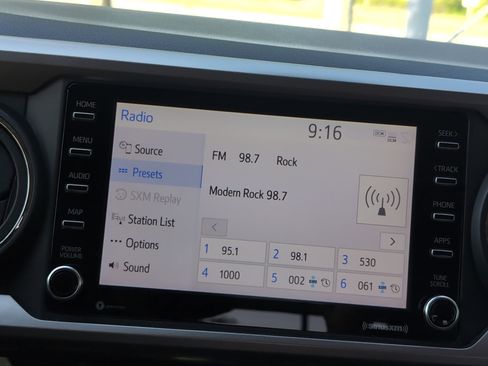 HOME
MENU
AUDIO
MAP
POWER
VOLUME
Radio
9:16
DCM
DCM
Source
Presets
SXM Replay
Station List
Options
Sound
FM 98.7 Rock
Modern Rock 98.7
<
>
1 95.1
2 98.1
3 530
4 1000
5 002
6 061
SEEK>
<TRACK
PHONE
APPS
TUNE
SCROLL
((SiriusXM))